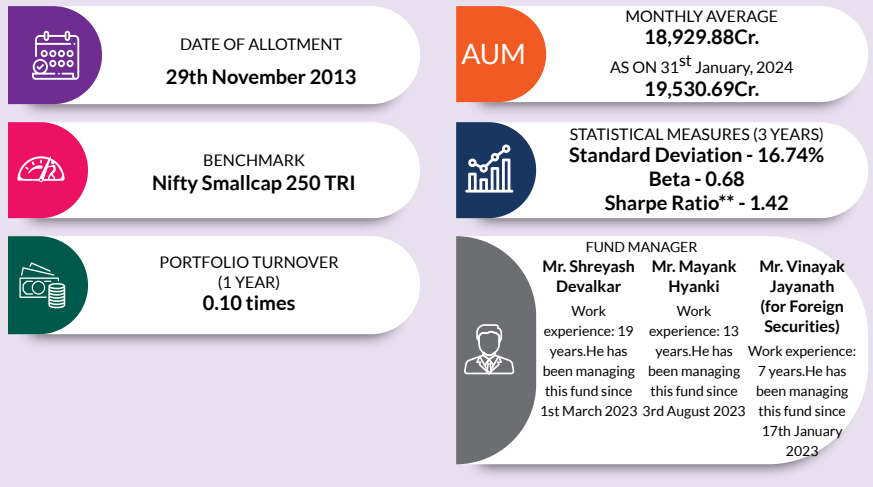 DATE OF ALLOTMENT
29th November 2013
BENCHMARK
Nifty Smallcap 250 TRI
PORTFOLIO TURNOVER
(1 YEAR)
0.10 times
AUM
MONTHLY AVERAGE
18,929.88Cr.
AS ON 31st January, 2024
19,530.69Cr.
STATISTICAL MEASURES (3 YEARS)
Standard Deviation - 16.74%
Beta - 0.68
Sharpe Ratio** - 1.42
FUND MANAGER
Mr. Shreyash
Devalkar
Work
experience: 19
years.He has
been managing
this fund since
1st March 2023
Mr. Mayank
Hyanki
Work
experience: 13
years.He has
been managing
this fund since
3rd August 2023
Mr. Vinayak
Jayanath
(for Foreign
Securities)
Work experience:
7 years.He has
been managing
this fund since
17th January
2023